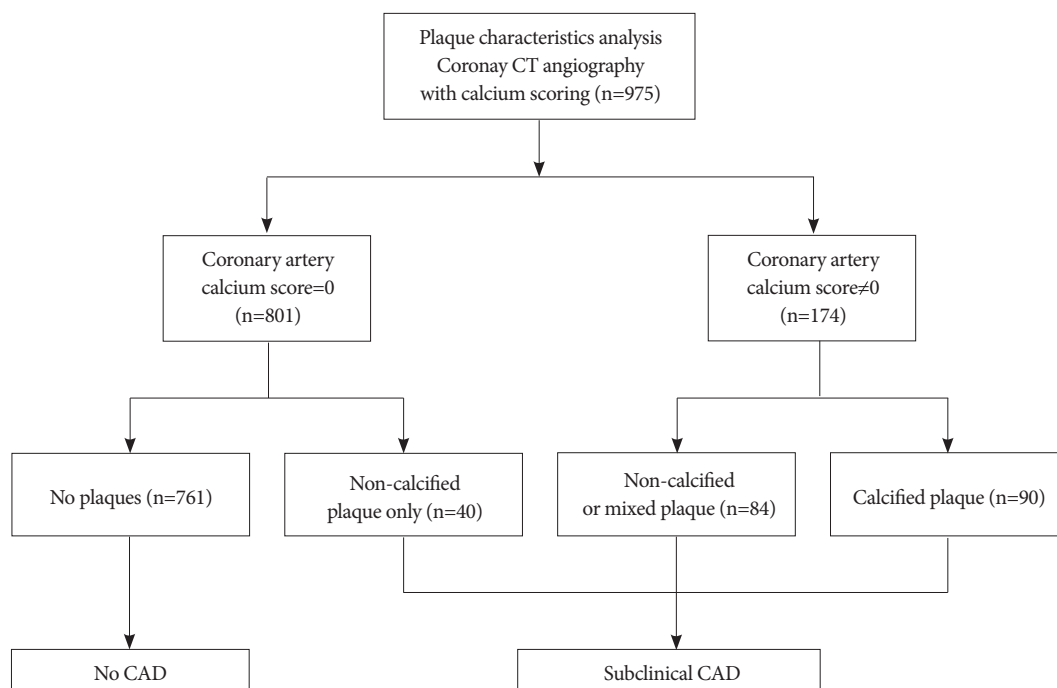 Plaque characteristics analysis
Coronay CT angiography
with calcium scoring (n=975)
Coronary artery
calcium score=0
(n=801)
Coronary artery
calcium score≠0
(n=174)
No plaques (n=761)
Non-calcified
plaque only (n=40)
Non-calcified
or mixed plaque (n=84)
Calcified plaque (n=90)
No CAD
Subclinical CAD